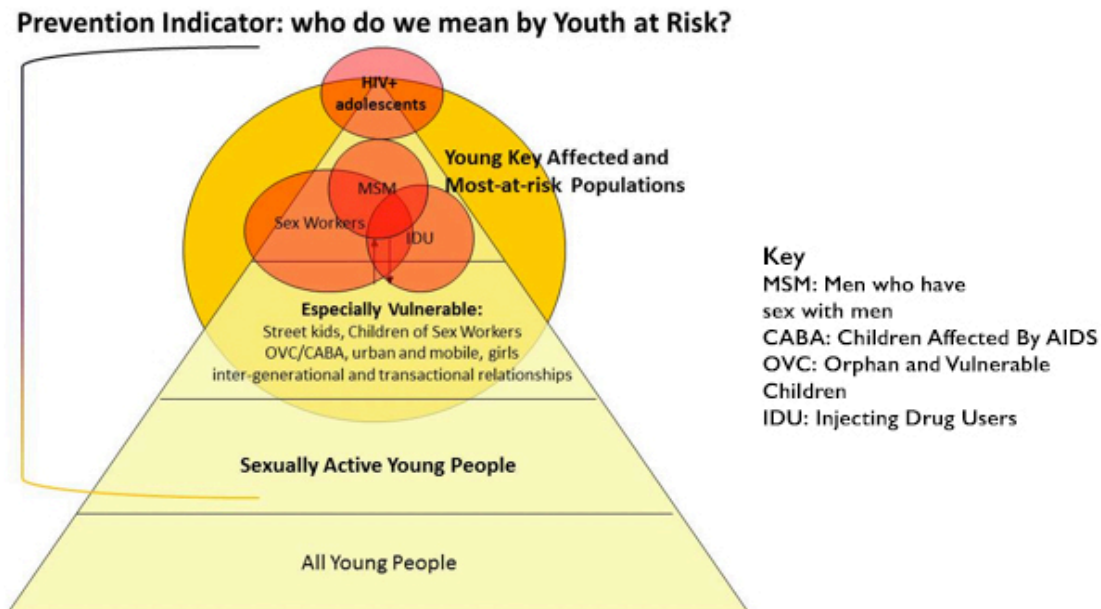 Prevention Indicator: who do we mean by Youth at Risk?
HIV+
adolescents
Young Key Affected and
Most-at-risk Populations
MSM
Sex Workers
IDU
Especially Vulnerable:
Street kids, Children of Sex Workers
OVC/CABA, urban and mobile, girls
inter-generational and transactional relationships
Sexually Active Young People
All Young People
Key
MSM: Men who have
sex with men
CABA: Children Affected By AIDS
OVC: Orphan and Vulnerable
Children
IDU: Injecting Drug Users